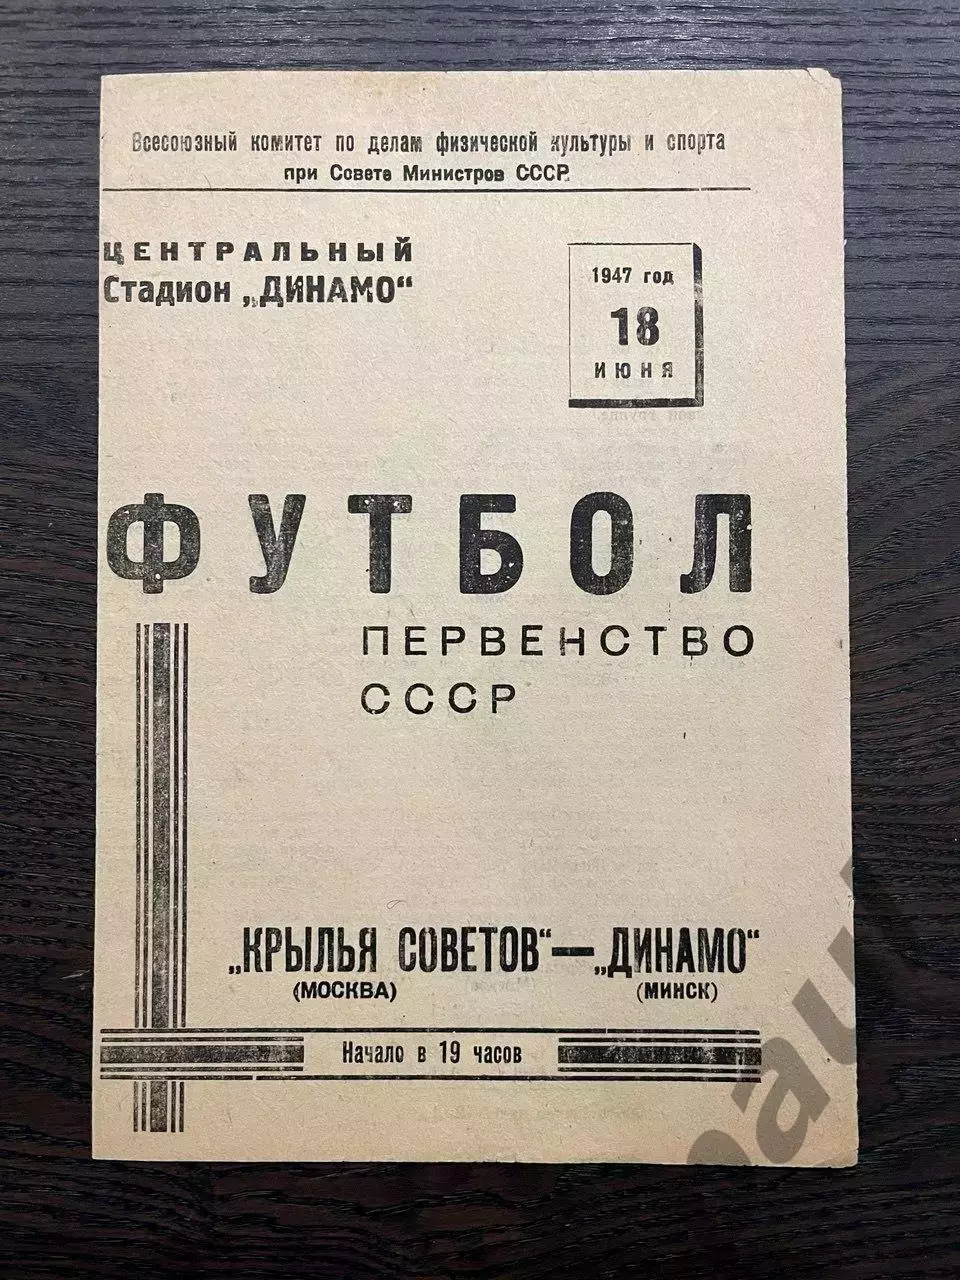 Всесоюзный комитет по делам физической культуры и спорта
при Совете Министров СССР.
ЦЕНТРАЛЬНЫЙ
Стадион „ДИНАМО“
1947 год
18
ИЮНЯ
ФУТБОЛ
ПЕРВЕНСТВО
СССР
„КРЫЛЬЯ СОВЕТОВ“—„ДИНАМО“
(МОСКВА) (МИНСК)
Начало в 19 часов